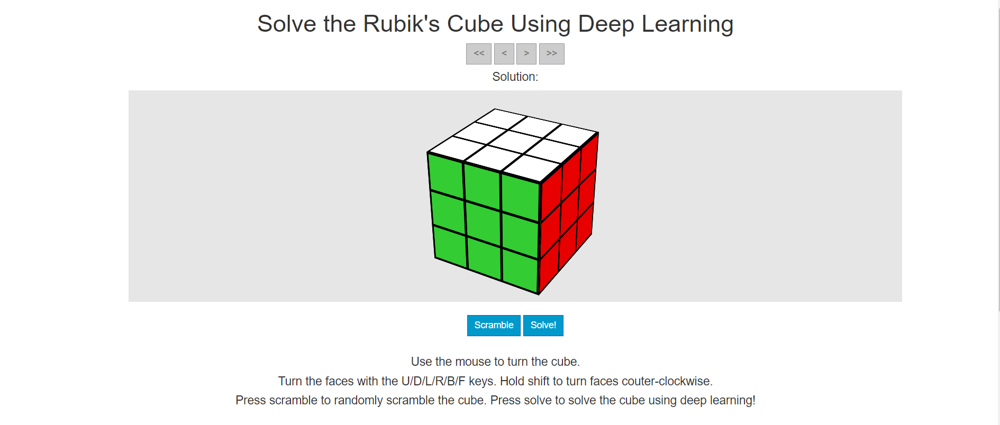 Solve the Rubik's Cube Using Deep Learning
<< < > >>
Solution:
Scramble Solve!
Use the mouse to turn the cube.
Turn the faces with the U/D/L/R/B/F keys. Hold shift to turn faces couter-clockwise.
Press scramble to randomly scramble the cube. Press solve to solve the cube using deep learning!